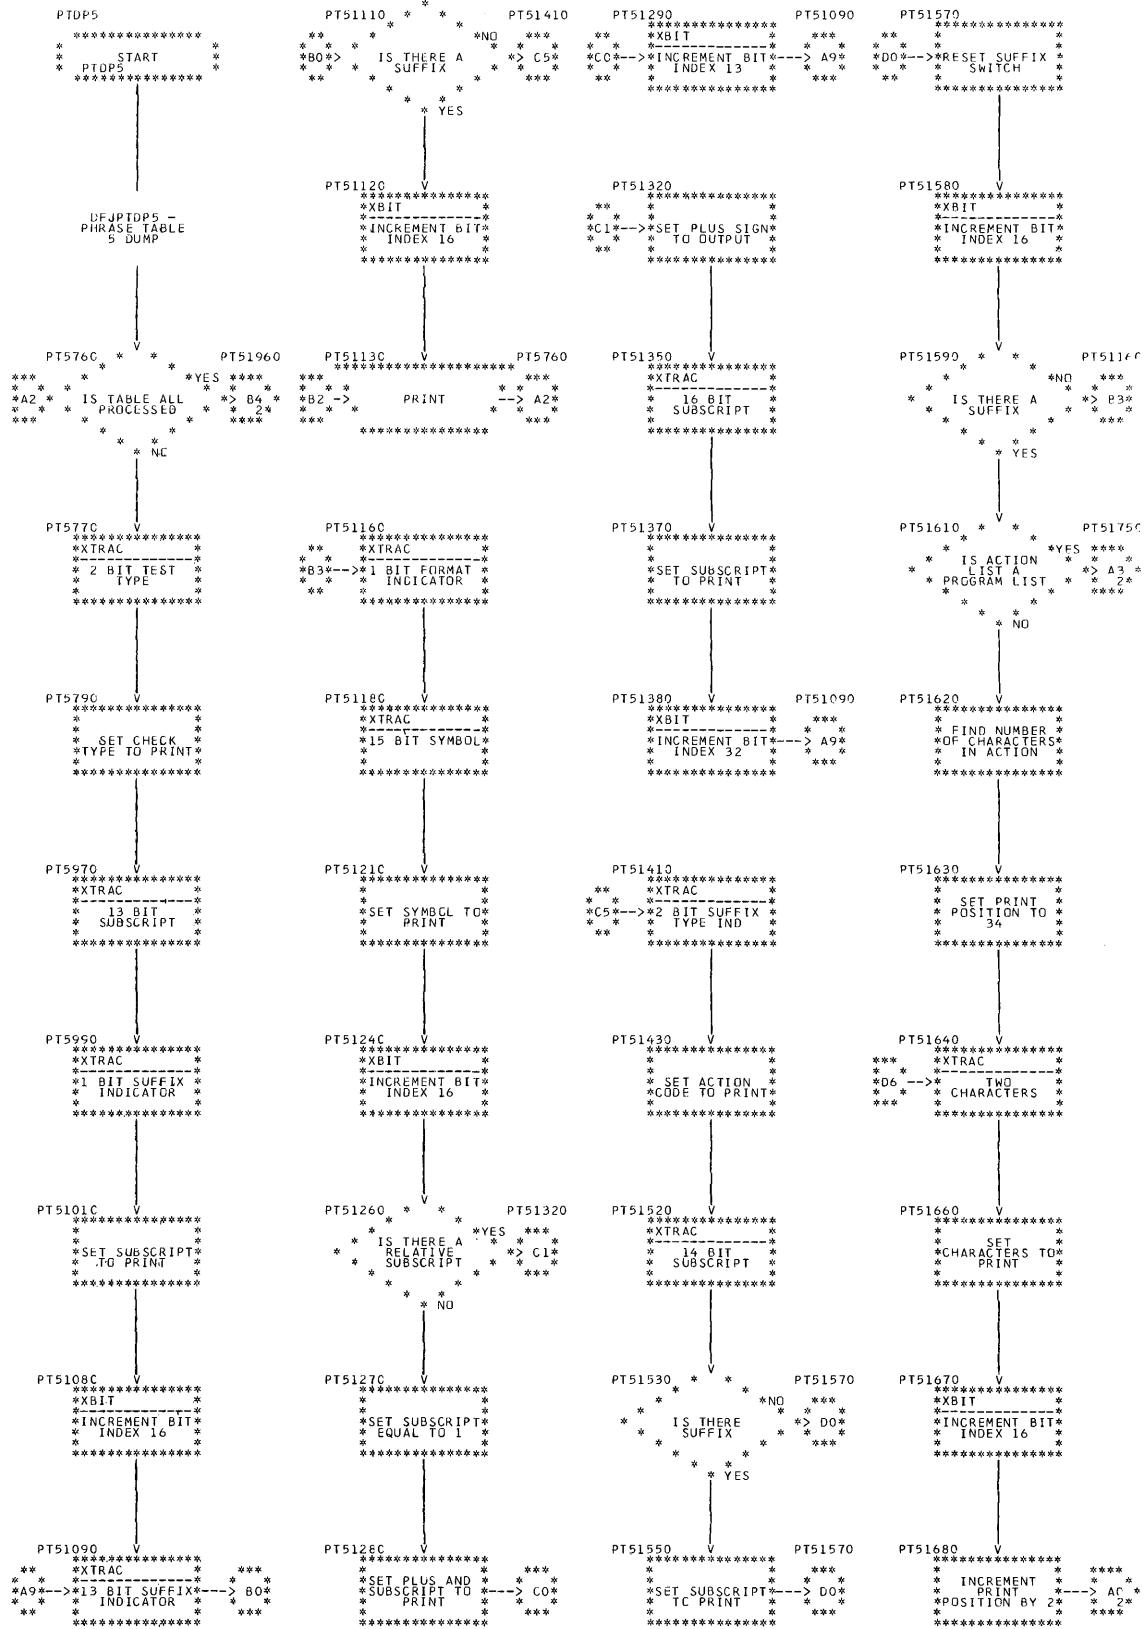 PTDP5
START
PTDP5
DFJPTDP5 -
PHRASE TABLE
5 DUMP
PT5760
PT51960
A2
IS TABLE ALL
PROCESSED
YES
B4
2
NO
PT5770
XTRAC
2 BIT TEST
TYPE
PT5790
SET CHECK
TYPE TO PRINT
PT5970
XTRAC
13 BIT
SUBSCRIPT
PT5990
XTRAC
1 BIT SUFFIX
INDICATOR
PT51010
SET SUBSCRIPT
TO PRINT
PT51080
XBIT
INCREMENT BIT
INDEX 16
PT51090
A9
XTRAC
13 BIT SUFFIX
INDICATOR
B0
PT51110
PT51410
B0
IS THERE A
SUFFIX
NO
C5
YES
PT51120
XBIT
INCREMENT BIT
INDEX 16
PT51130
PT5760
B2
PRINT
A2
PT51160
B3
XTRAC
1 BIT FORMAT
INDICATOR
PT51180
XTRAC
15 BIT SYMBOL
PT51210
SET SYMBOL TO
PRINT
PT51240
XBIT
INCREMENT BIT
INDEX 16
PT51260
PT51320
IS THERE A
RELATIVE
SUBSCRIPT
YES
C1
NO
PT51270
SET SUBSCRIPT
EQUAL TO 1
PT51280
SET PLUS AND
SUBSCRIPT TO
PRINT
C0
PT51290
PT51090
C0
XBIT
INCREMENT BIT
INDEX 13
A9
PT51320
C1
SET PLUS SIGN
TO OUTPUT
PT51350
XTRAC
16 BIT
SUBSCRIPT
PT51370
SET SUBSCRIPT
TO PRINT
PT51380
PT51090
XBIT
INCREMENT BIT
INDEX 32
A9
PT51410
C5
XTRAC
2 BIT SUFFIX
TYPE IND
PT51430
SET ACTION
CODE TO PRINT
PT51520
XTRAC
14 BIT
SUBSCRIPT
PT51530
PT51570
IS THERE
SUFFIX
NO
D0
YES
PT51550
PT51570
SET SUBSCRIPT
TO PRINT
D0
PT51570
D0
RESET SUFFIX
SWITCH
PT51580
XBIT
INCREMENT BIT
INDEX 16
PT51590
PT51160
IS THERE A
SUFFIX
NO
B3
YES
PT51610
PT51750
IS ACTION
LIST A
PROGRAM LIST
YES
A3
2
NO
PT51620
FIND NUMBER
OF CHARACTERS
IN ACTION
PT51630
SET PRINT
POSITION TO
34
PT51640
D6
XTRAC
TWO
CHARACTERS
PT51660
SET
CHARACTERS TO
PRINT
PT51670
XBIT
INCREMENT BIT
INDEX 16
PT51680
INCREMENT
PRINT
POSITION BY 2
A0
2